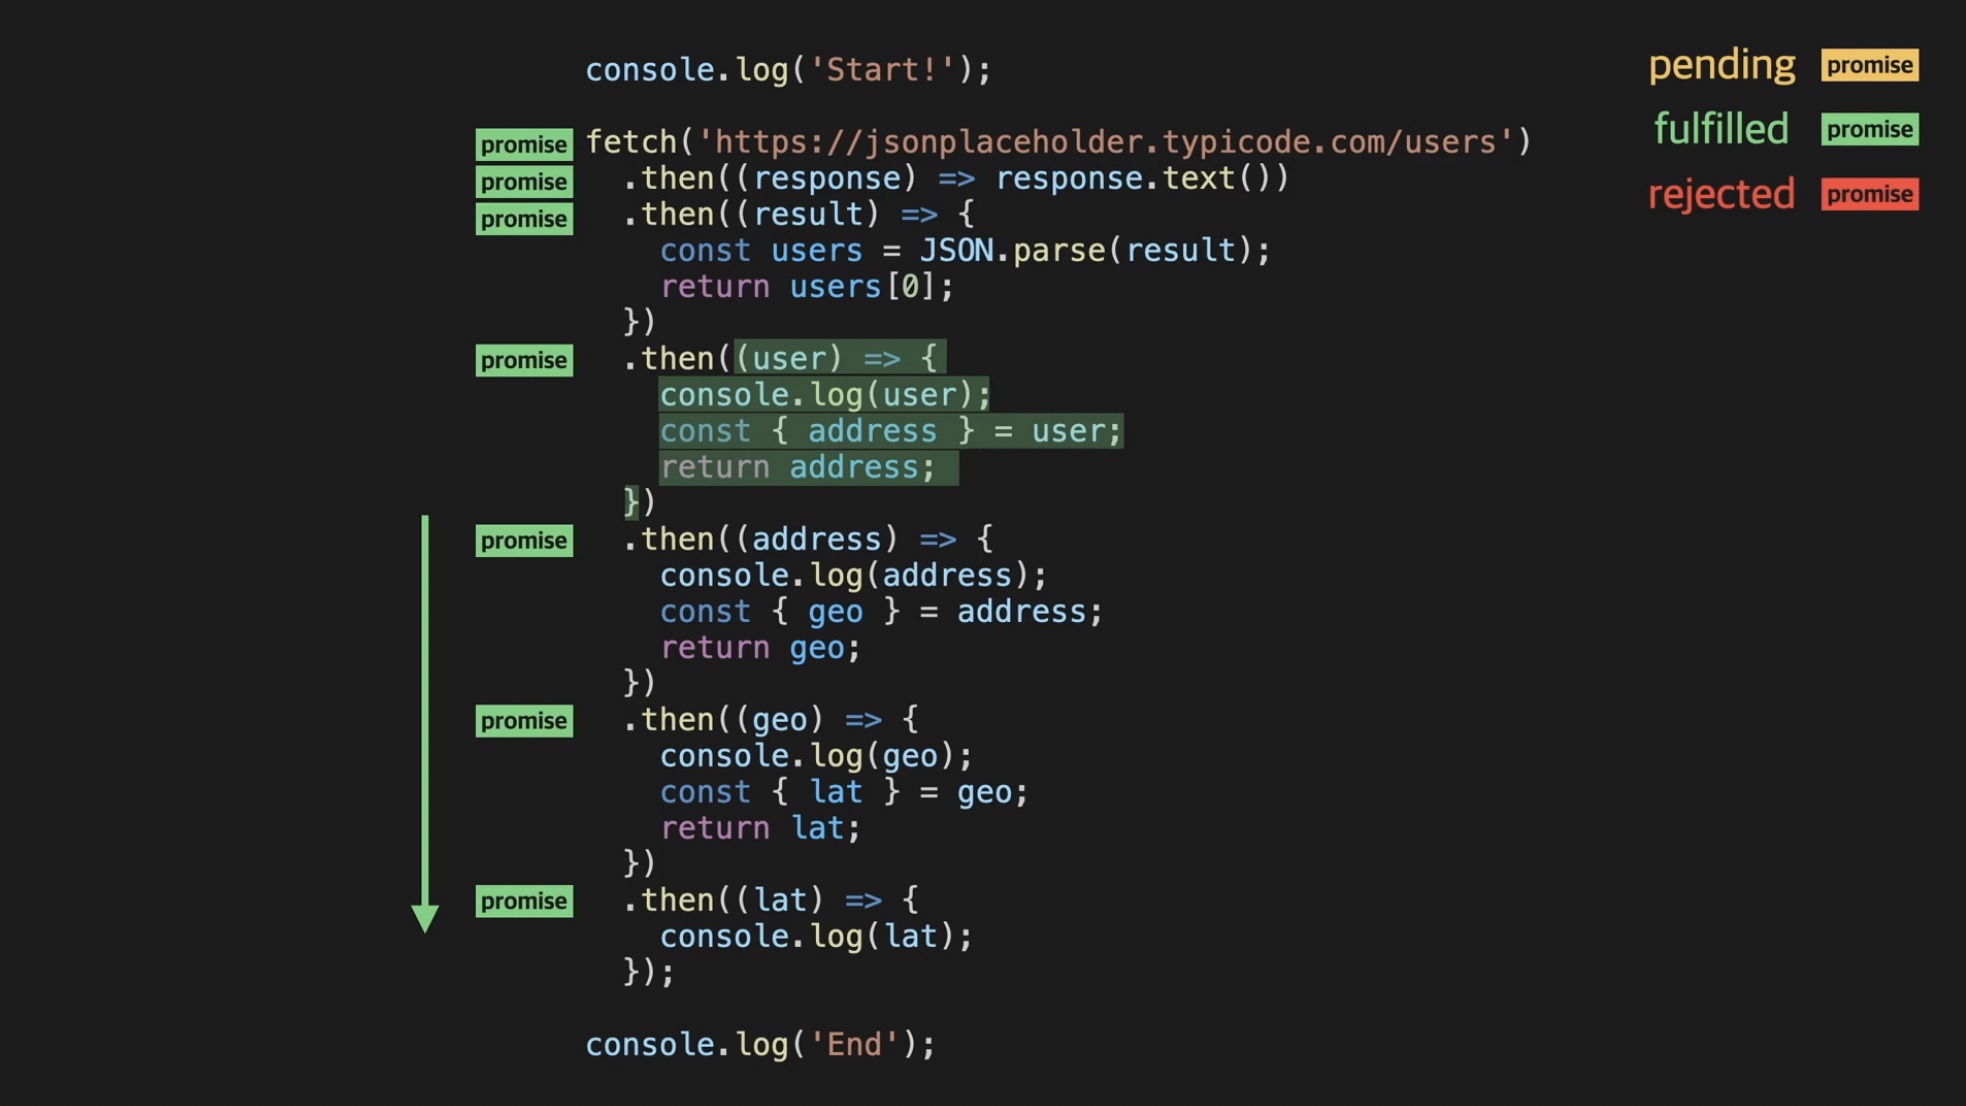 console.log('Start!');
pending promise
fulfilled promise
rejected promise
promise fetch('https://jsonplaceholder.typicode.com/users')
promise .then((response) => response.text())
promise .then((result) => {
const users = JSON.parse(result);
return users[0];
})
promise .then((user) => {
console.log(user);
const { address } = user;
return address;
})
promise .then((address) => {
console.log(address);
const { geo } = address;
return geo;
})
promise .then((geo) => {
console.log(geo);
const { lat } = geo;
return lat;
})
promise .then((lat) => {
console.log(lat);
});
console.log('End');